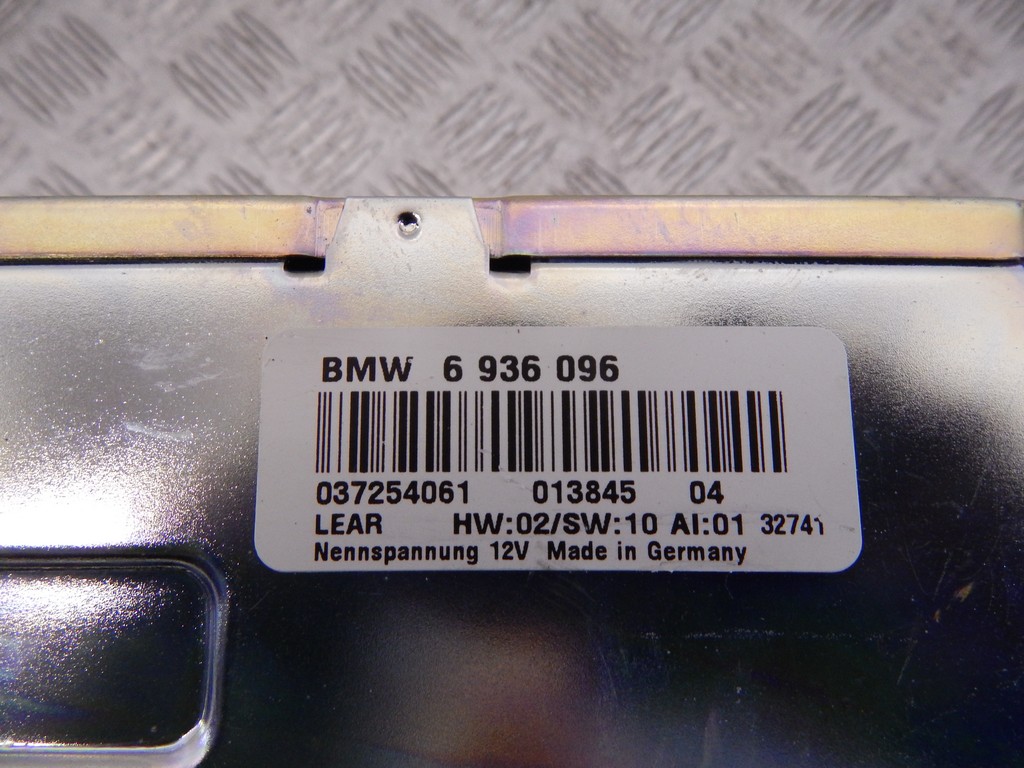 BMW 6 936 096
037254061 013845 04
LEAR HW:02/SW:10 AI:01 32741
Nennspannung 12V Made in Germany